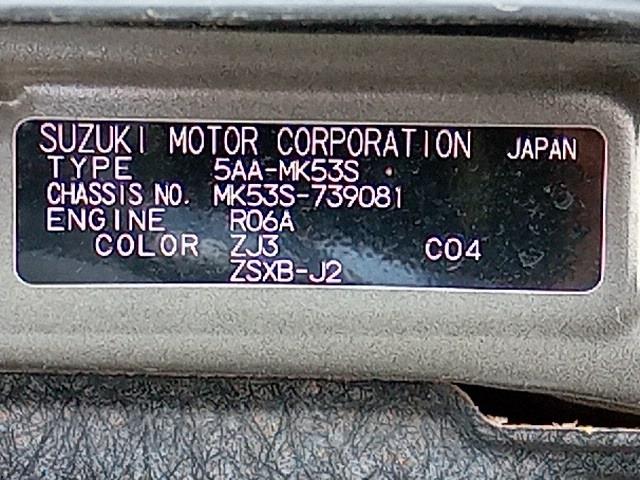 SUZUKI MOTOR CORPORATION JAPAN
TYPE 5AA-MK53S
CHASSIS NO. MK53S-739081
ENGINE R06A
COLOR ZJ3 C04
ZSXB-J2